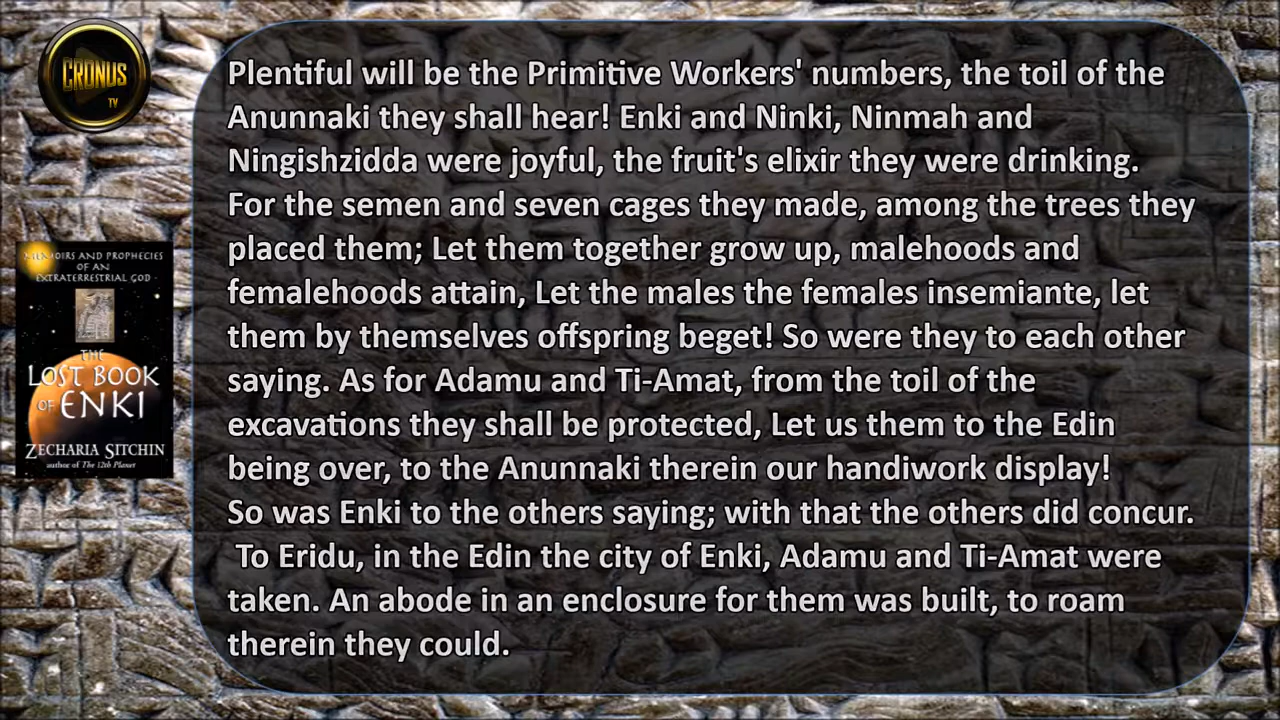 CRONUS
TV
Plentiful will be the Primitive Workers' numbers, the toil of the
Anunnaki they shall hear! Enki and Ninki, Ninmah and
Ningishzidda were joyful, the fruit's elixir they were drinking.
For the semen and seven cages they made, among the trees they
placed them; Let them together grow up, malehoods and
femalehoods attain, Let the males the females insemiante, let
them by themselves offspring beget! So were they to each other
saying. As for Adamu and Ti-Amat, from the toil of the
excavations they shall be protected, Let us them to the Edin
being over, to the Anunnaki therein our handiwork display!
So was Enki to the others saying; with that the others did concur.
To Eridu, in the Edin the city of Enki, Adamu and Ti-Amat were
taken. An abode in an enclosure for them was built, to roam
therein they could.
MEMOIRS AND PROPHECIES
OF AN
EXTRATERRESTRIAL GOD
THE
LOST BOOK
OF ENKI
ZECHARIA SITCHIN
author of The 12th Planet